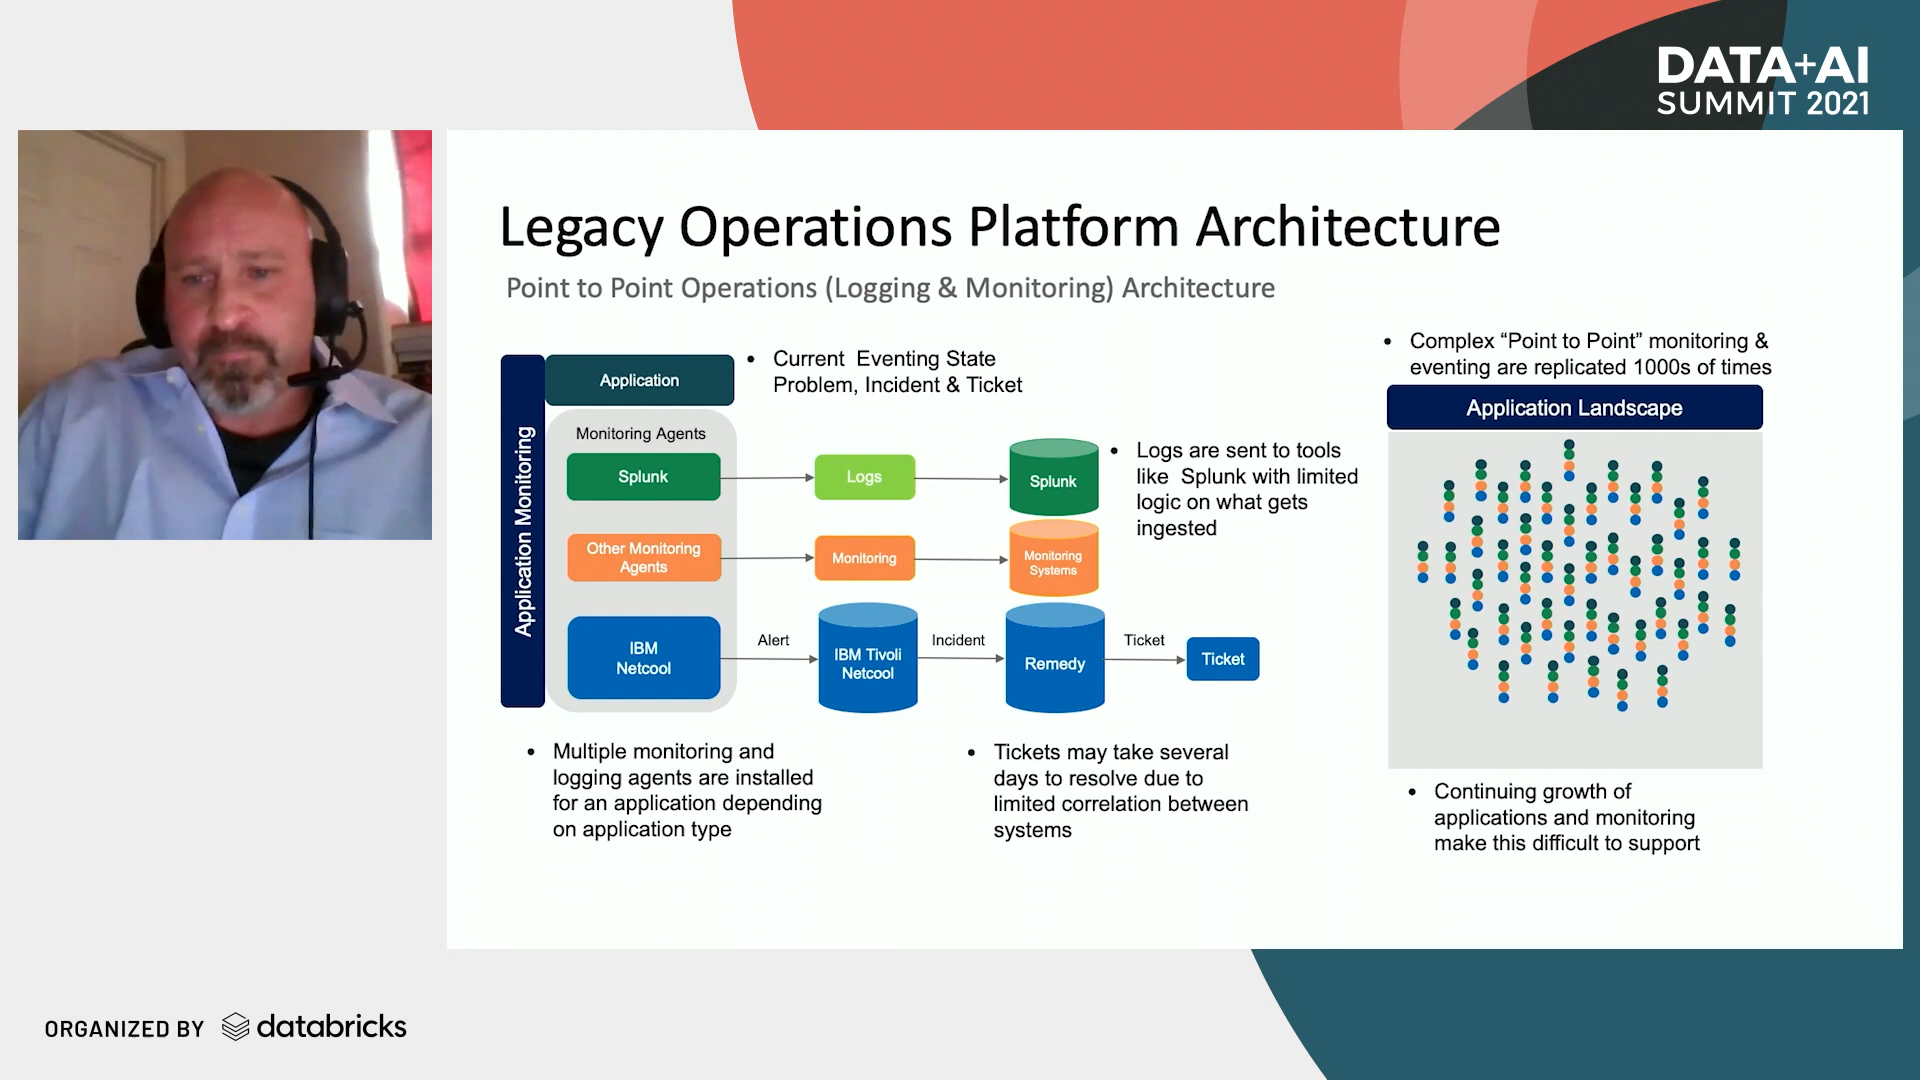 DATA+AI
SUMMIT 2021
Legacy Operations Platform Architecture
Point to Point Operations (Logging & Monitoring) Architecture
Application Monitoring
Application
• Current  Eventing State
Problem, Incident & Ticket
Monitoring Agents
Splunk
Logs
Splunk
• Logs are sent to tools
like  Splunk with limited
logic on what gets
ingested
Other Monitoring
Agents
Monitoring
Monitoring
Systems
IBM
Netcool
Alert
IBM Tivoli
Netcool
Incident
Remedy
Ticket
Ticket
• Multiple monitoring and
logging agents are installed
for an application depending
on application type
• Tickets may take several
days to resolve due to
limited correlation between
systems
• Complex “Point to Point” monitoring &
eventing are replicated 1000s of times
Application Landscape
• Continuing growth of
applications and monitoring
make this difficult to support
ORGANIZED BY databricks